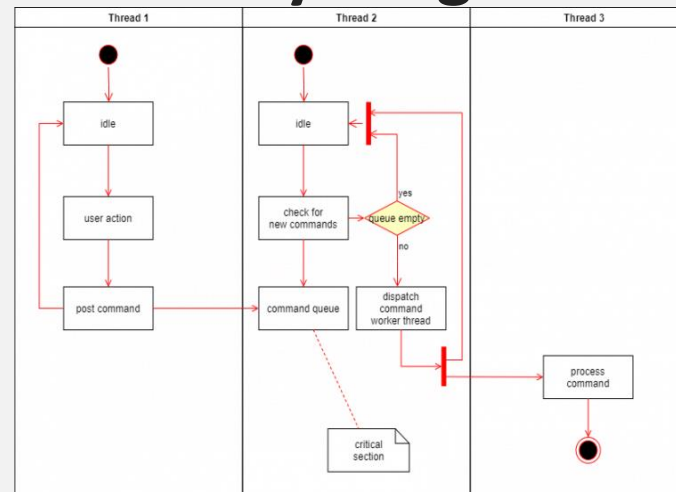 Thread 1
Thread 2
Thread 3
idle
idle
user action
check for
new commands
queue empty
yes
no
post command
command queue
dispatch
command
worker thread
process
command
critical
section